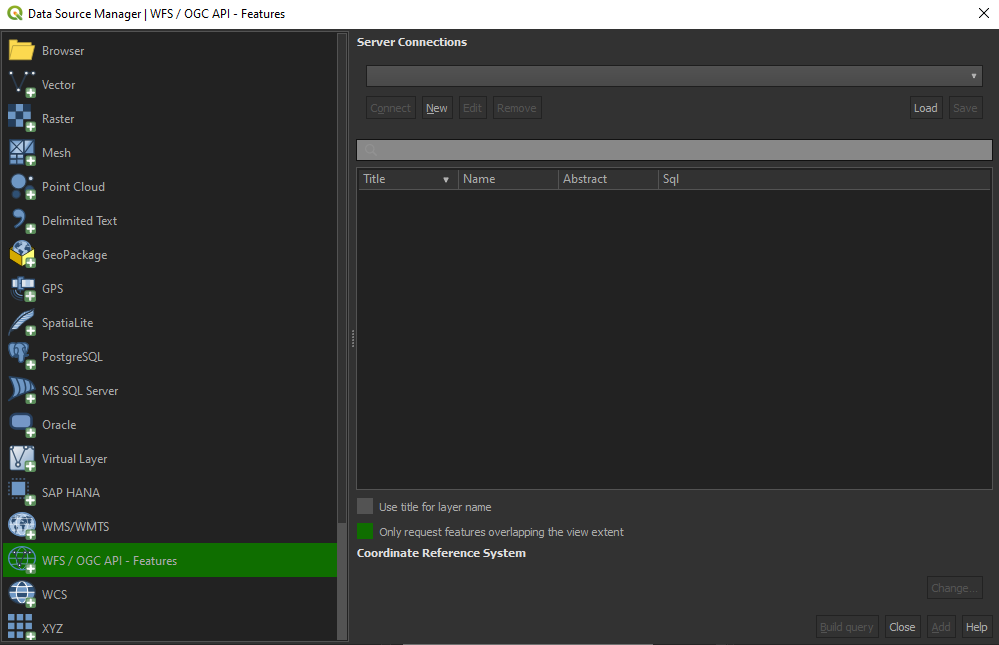 Data Source Manager | WFS / OGC API - Features
Browser
Vector
Raster
Mesh
Point Cloud
Delimited Text
GeoPackage
GPS
SpatiaLite
PostgreSQL
MS SQL Server
Oracle
Virtual Layer
SAP HANA
WMS/WMTS
WFS / OGC API - Features
WCS
XYZ
Server Connections
Connect New Edit Remove Load Save
Title Name Abstract Sql
Use title for layer name
Only request features overlapping the view extent
Coordinate Reference System
Change...
Build query Close Add Help